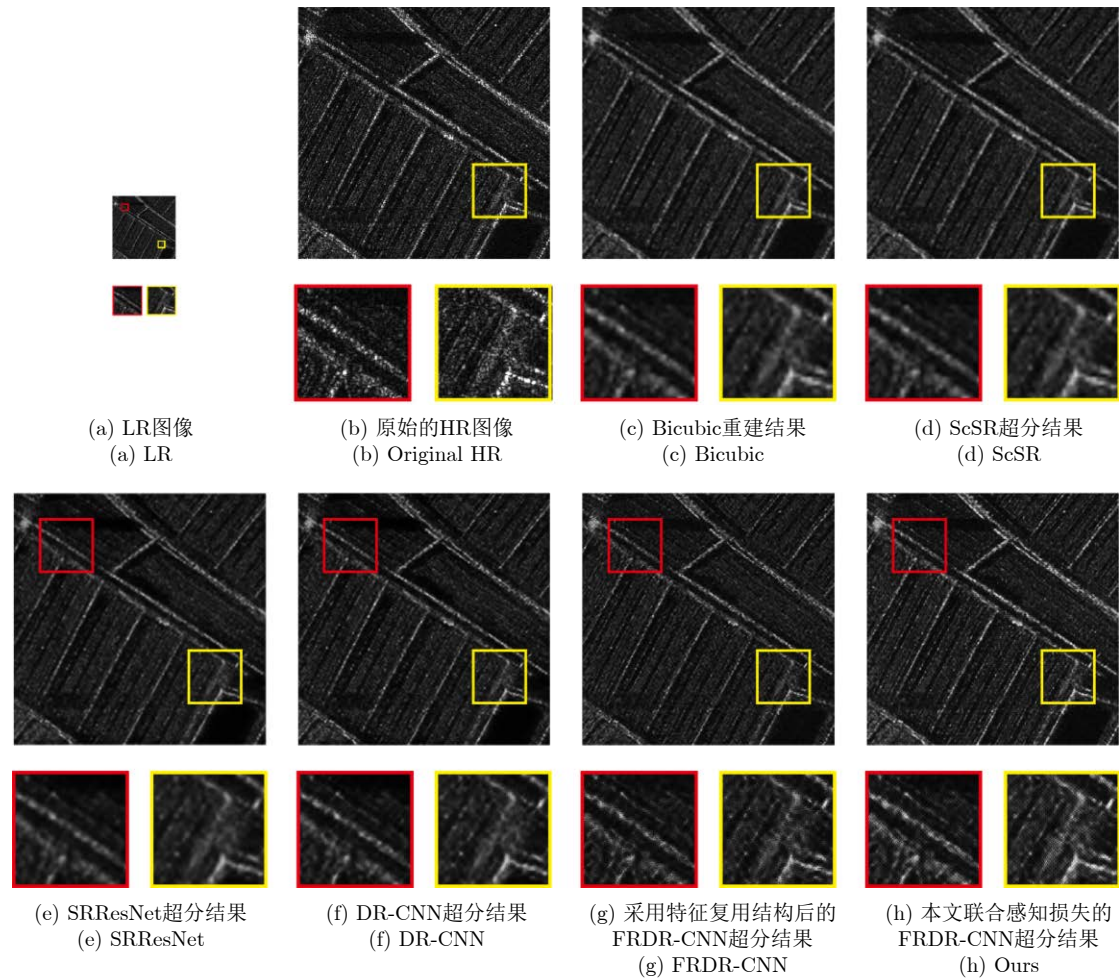 (a) LR图像
(a) LR
(b) 原始的HR图像
(b) Original HR
(c) Bicubic重建结果
(c) Bicubic
(d) ScSR超分结果
(d) ScSR
(e) SRResNet超分结果
(e) SRResNet
(f) DR-CNN超分结果
(f) DR-CNN
(g) 采用特征复用结构后的
FRDR-CNN超分结果
(g) FRDR-CNN
(h) 本文联合感知损失的
FRDR-CNN超分结果
(h) Ours